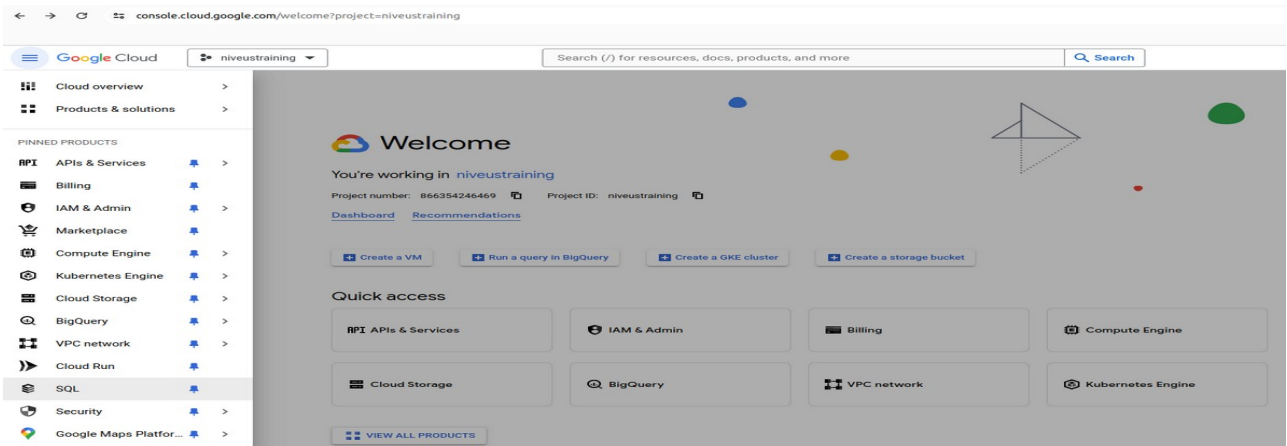 console.cloud.google.com/welcome?project=niveustraining
Google Cloud
niveustraining
Search (/) for resources, docs, products, and more
Search
Cloud overview
Products & solutions
PINNED PRODUCTS
API APIs & Services
Billing
IAM & Admin
Marketplace
Compute Engine
Kubernetes Engine
Cloud Storage
BigQuery
VPC network
Cloud Run
SQL
Security
Google Maps Platfor...
Welcome
You're working in niveustraining
Project number: 866354246469 Project ID: niveustraining
Dashboard Recommendations
Create a VM Run a query in BigQuery Create a GKE cluster Create a storage bucket
Quick access
API APIs & Services IAM & Admin Billing Compute Engine
Cloud Storage BigQuery VPC network Kubernetes Engine
VIEW ALL PRODUCTS